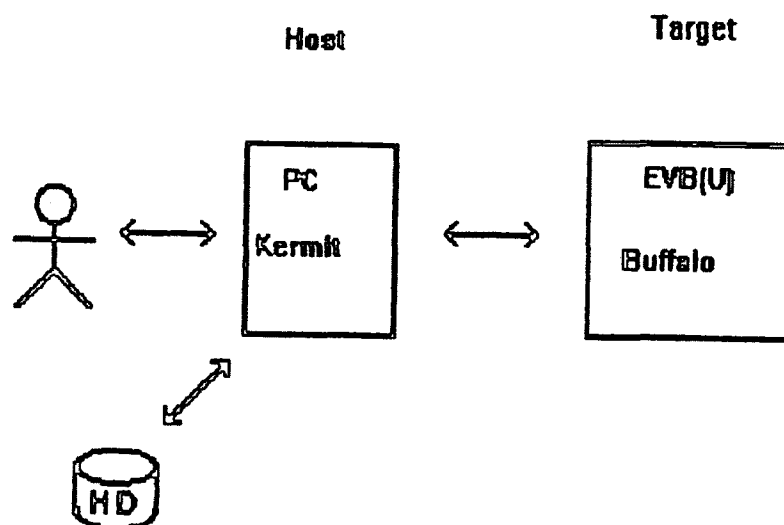 Host
Target
PC
Kermit
EVB(U)
Buffalo
HD